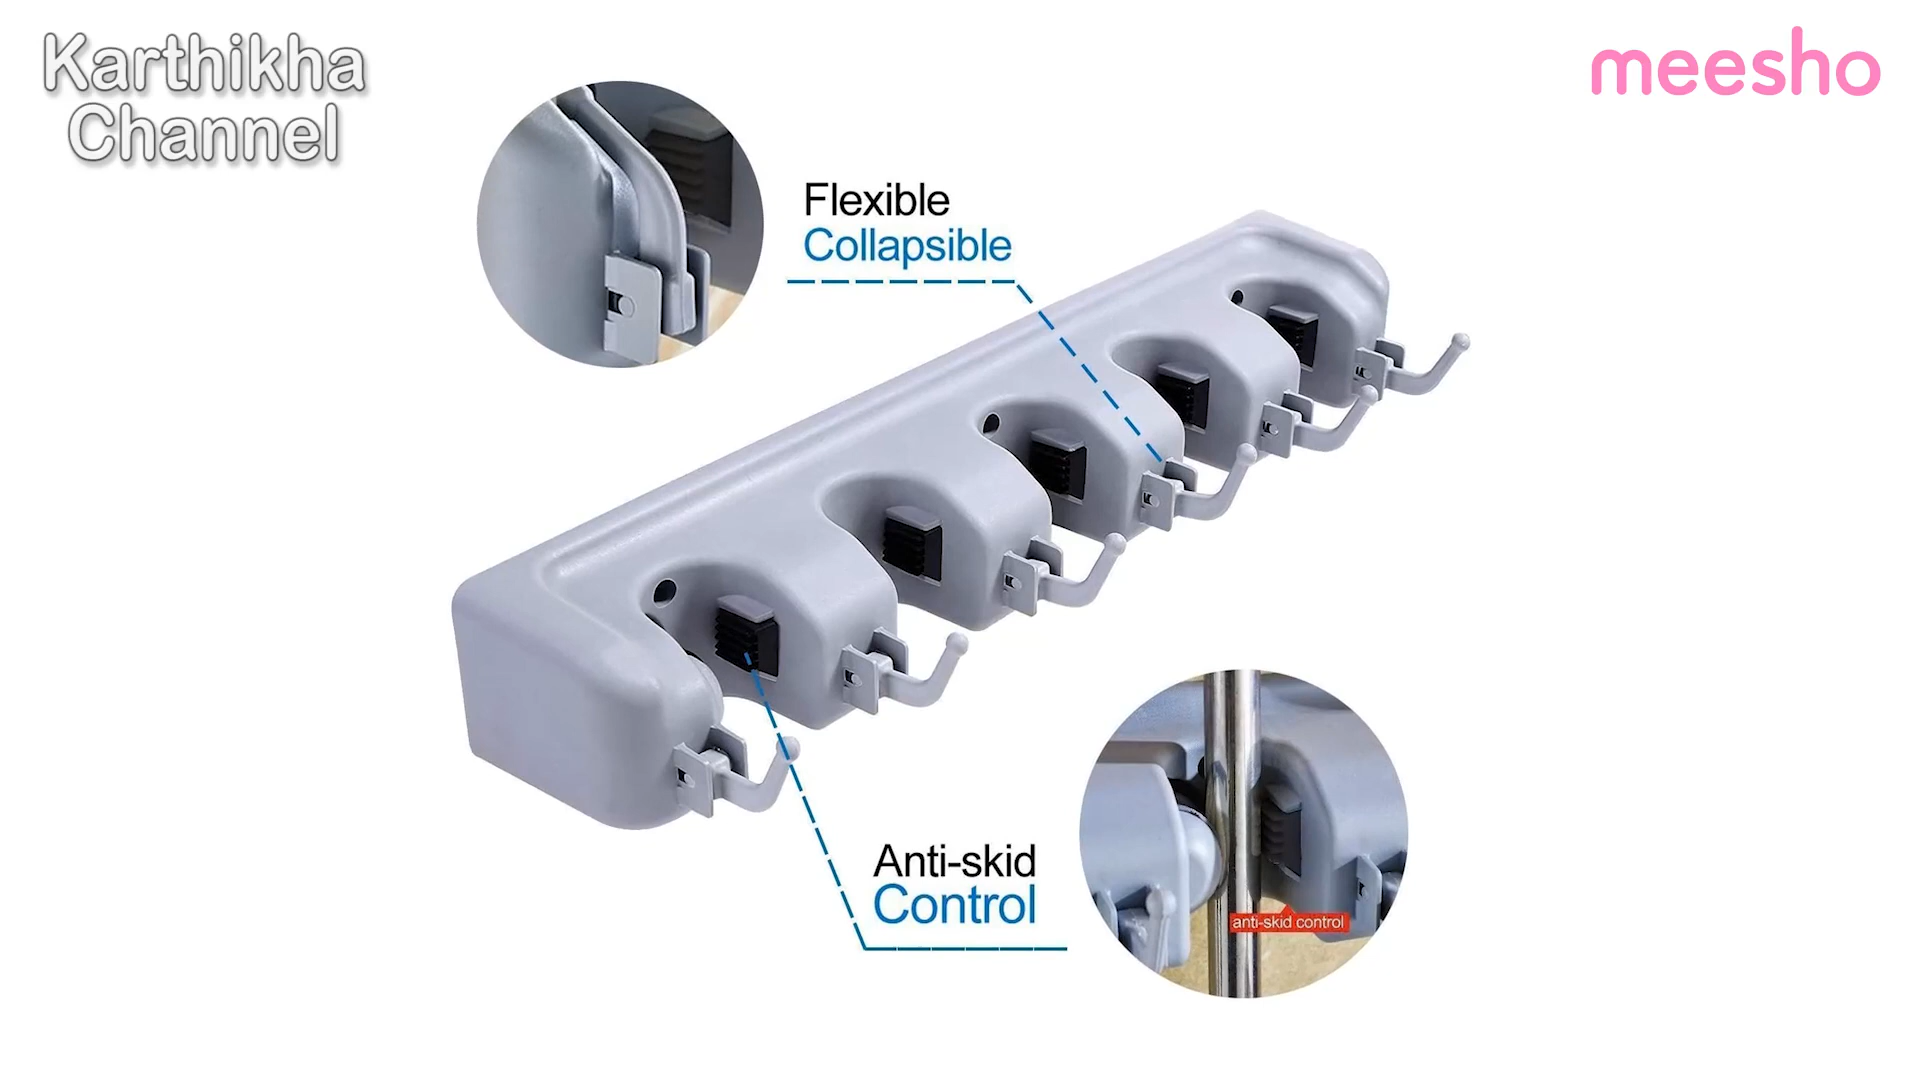 Karthikha
Channel
meesho
Flexible
Collapsible
Anti-skid
Control
anti-skid control